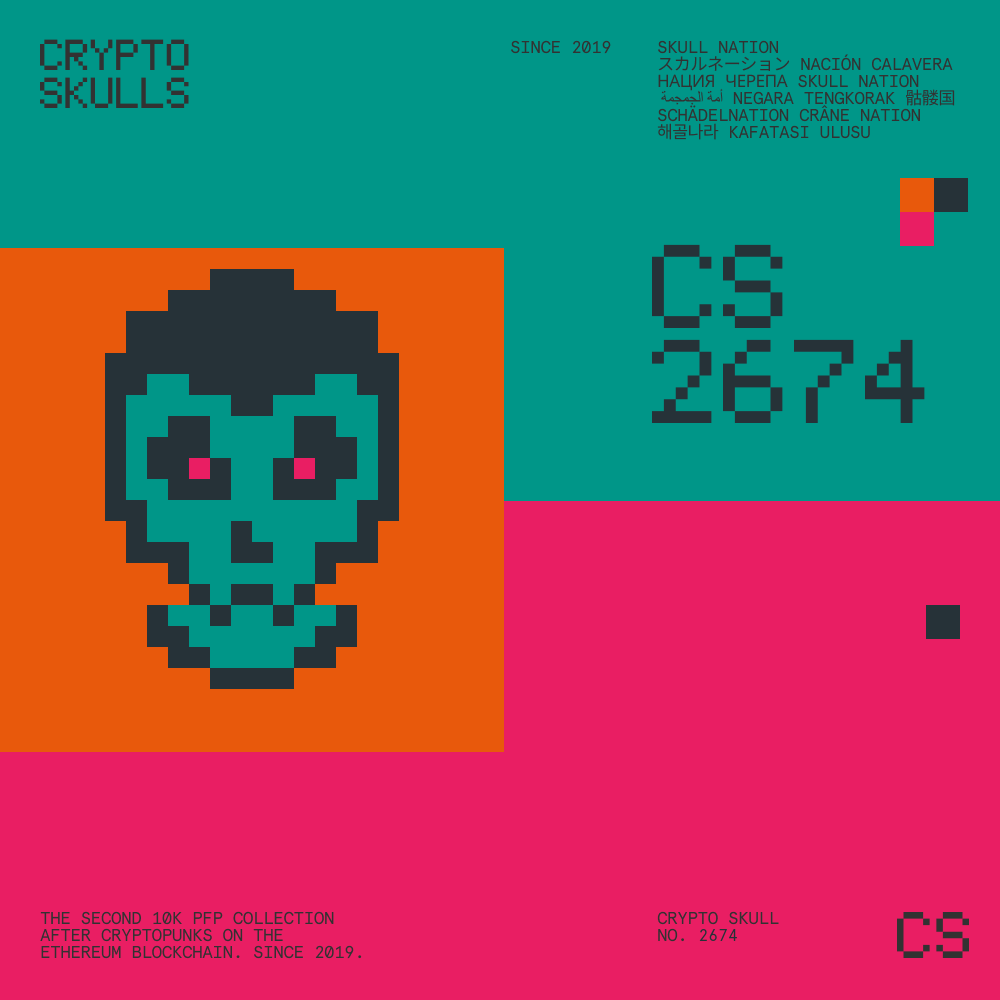 CRYPTO
SKULLS
SINCE 2019
SKULL NATION
スカルネーション NACIÓN CALAVERA
НАЦИЯ ЧЕРЕПА SKULL NATION
أمة الجمجمة NEGARA TENGKORAK 骷髅国
SCHÄDELNATION CRÂNE NATION
해골나라 KAFATASI ULUSU
CS
2674
THE SECOND 10K PFP COLLECTION
AFTER CRYPTOPUNKS ON THE
ETHEREUM BLOCKCHAIN. SINCE 2019.
CRYPTO SKULL
NO. 2674
CS